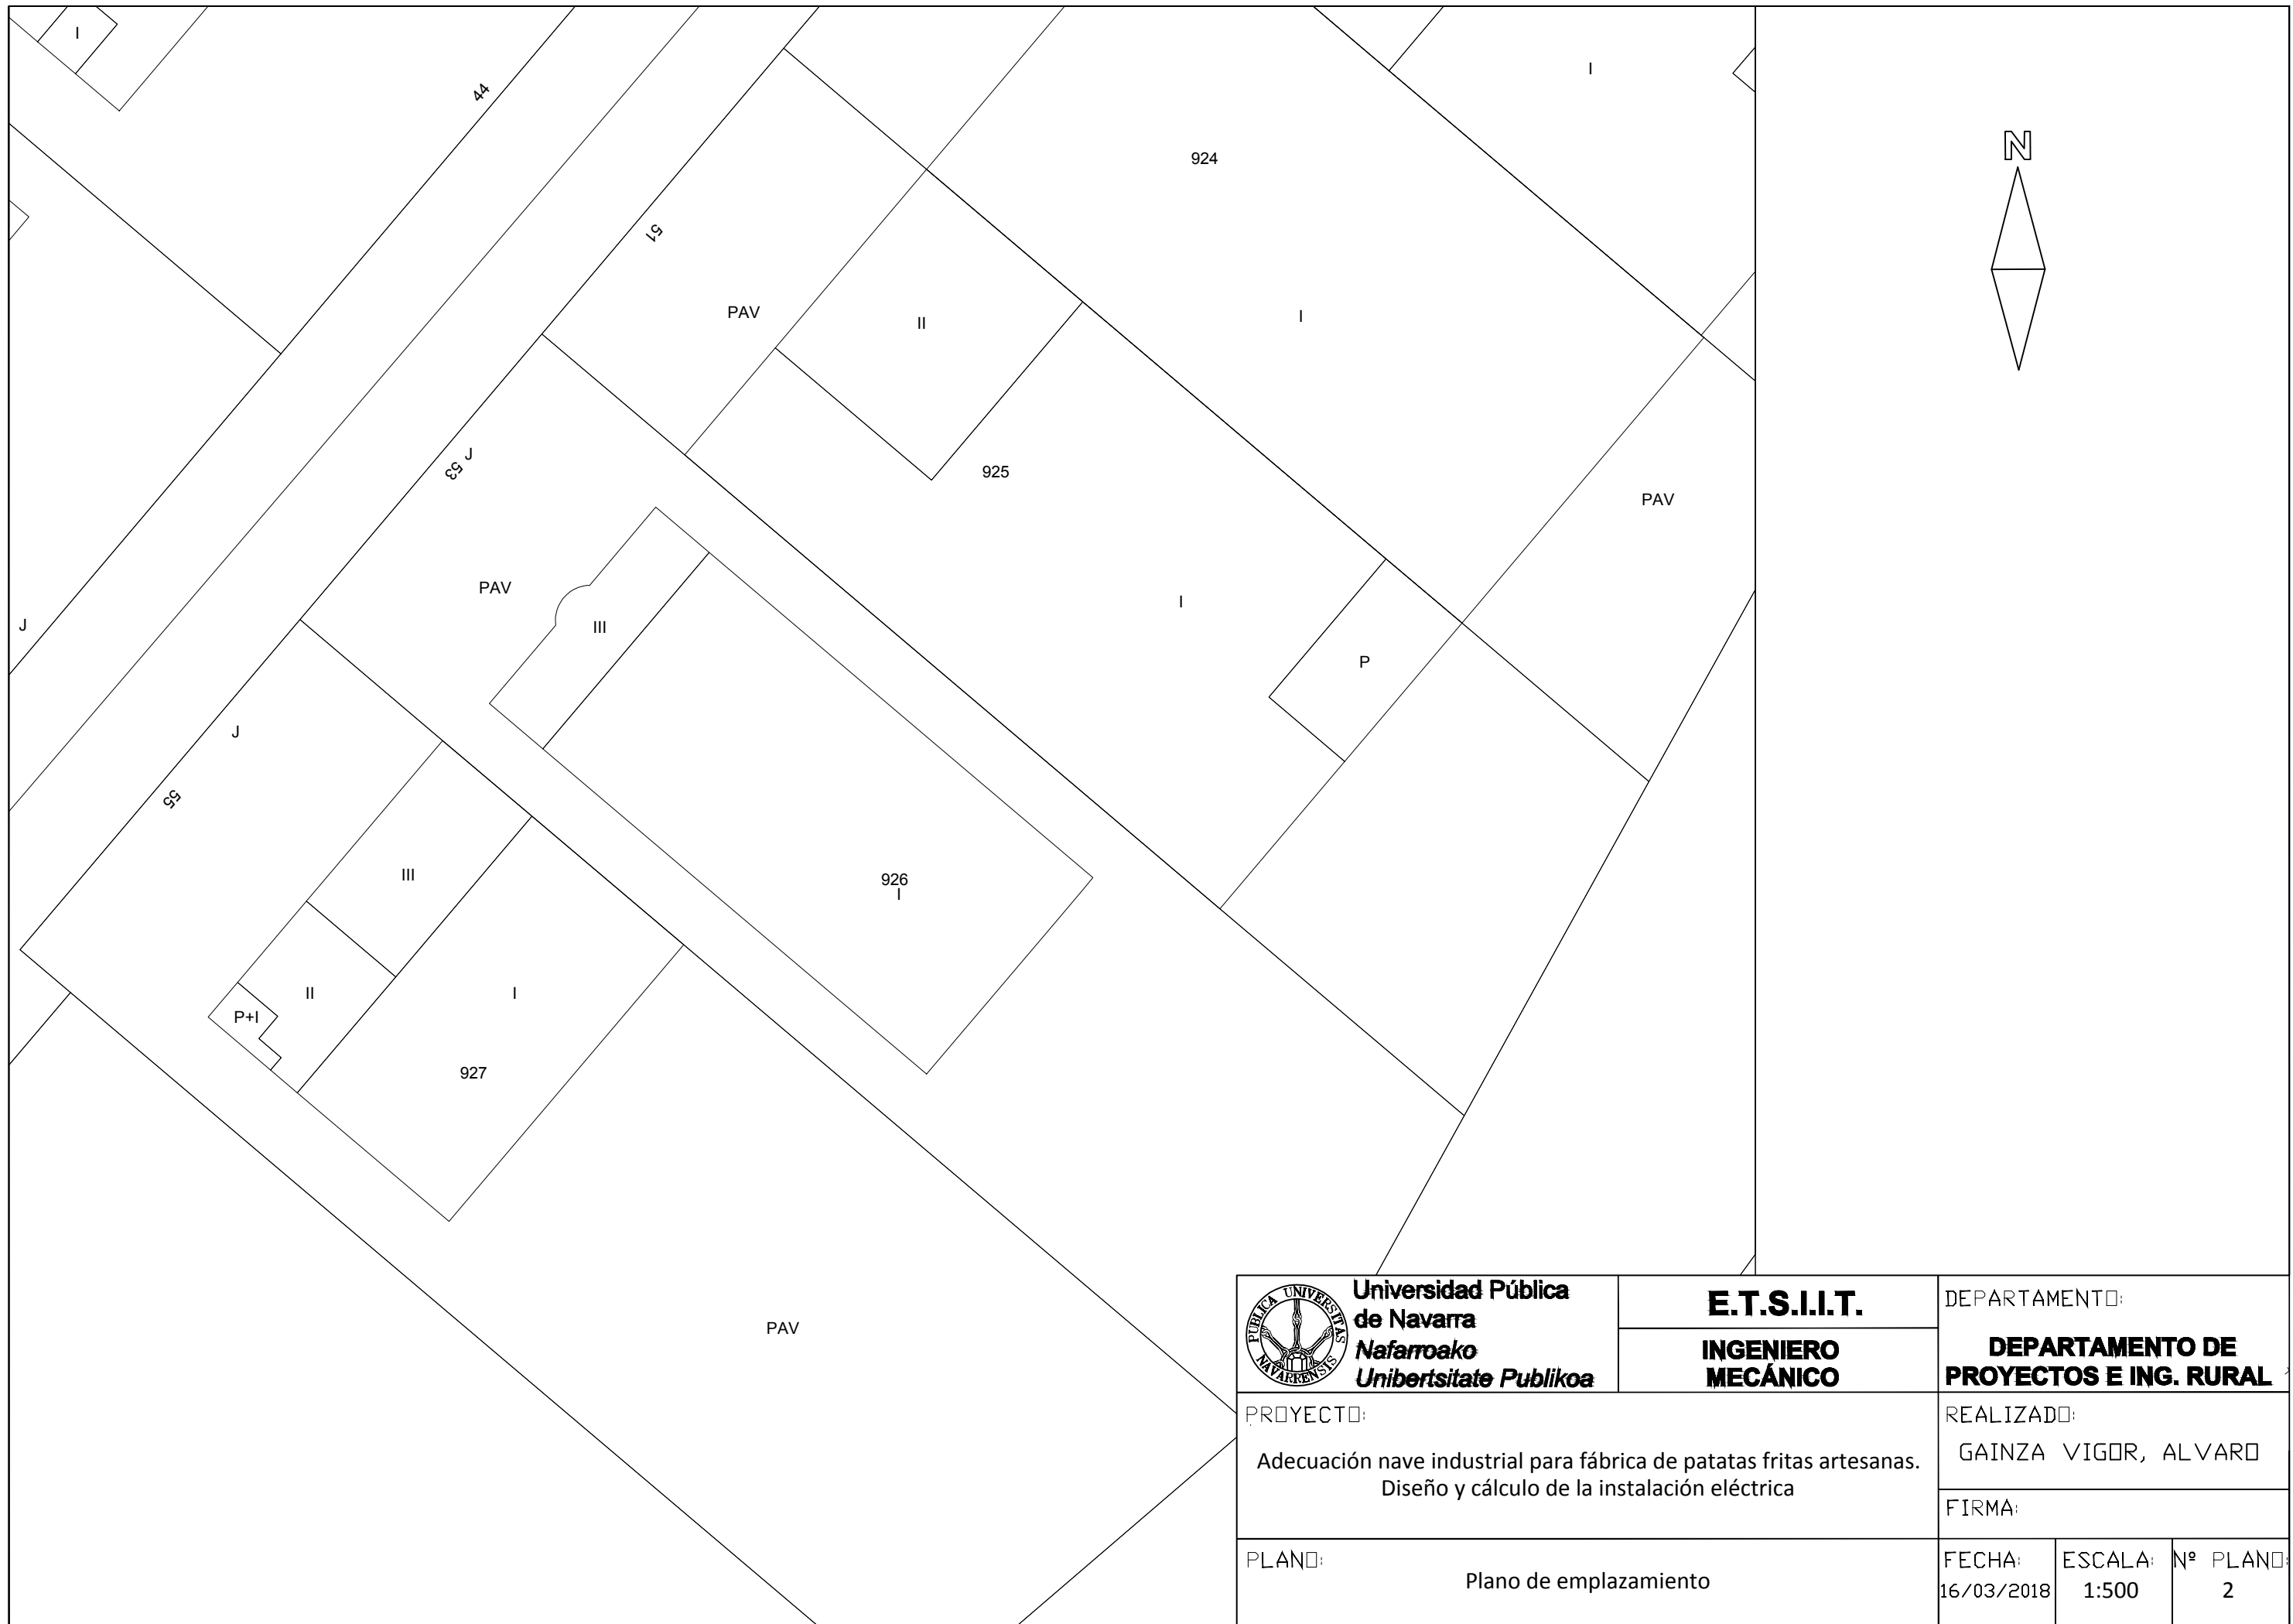 I
44
I
924
N
51
PAV
II
I
J
53
925
PAV
PAV
III
I
J
P
J
55
III
926
I
II
I
P+I
927
PAV
PUBLICA UNIVERSITAS NAVARRENSIS
Universidad Pública
de Navarra
Nafarroako
Unibertsitate Publikoa
E.T.S.I.I.T.
INGENIERO
MECÁNICO
DEPARTAMENTO:
DEPARTAMENTO DE
PROYECTOS E ING. RURAL
PROYECTO:
Adecuación nave industrial para fábrica de patatas fritas artesanas.
Diseño y cálculo de la instalación eléctrica
REALIZADO:
GAINZA VIGOR, ALVARO
FIRMA:
PLANO:
Plano de emplazamiento
FECHA:
16/03/2018
ESCALA:
1:500
Nº PLANO:
2